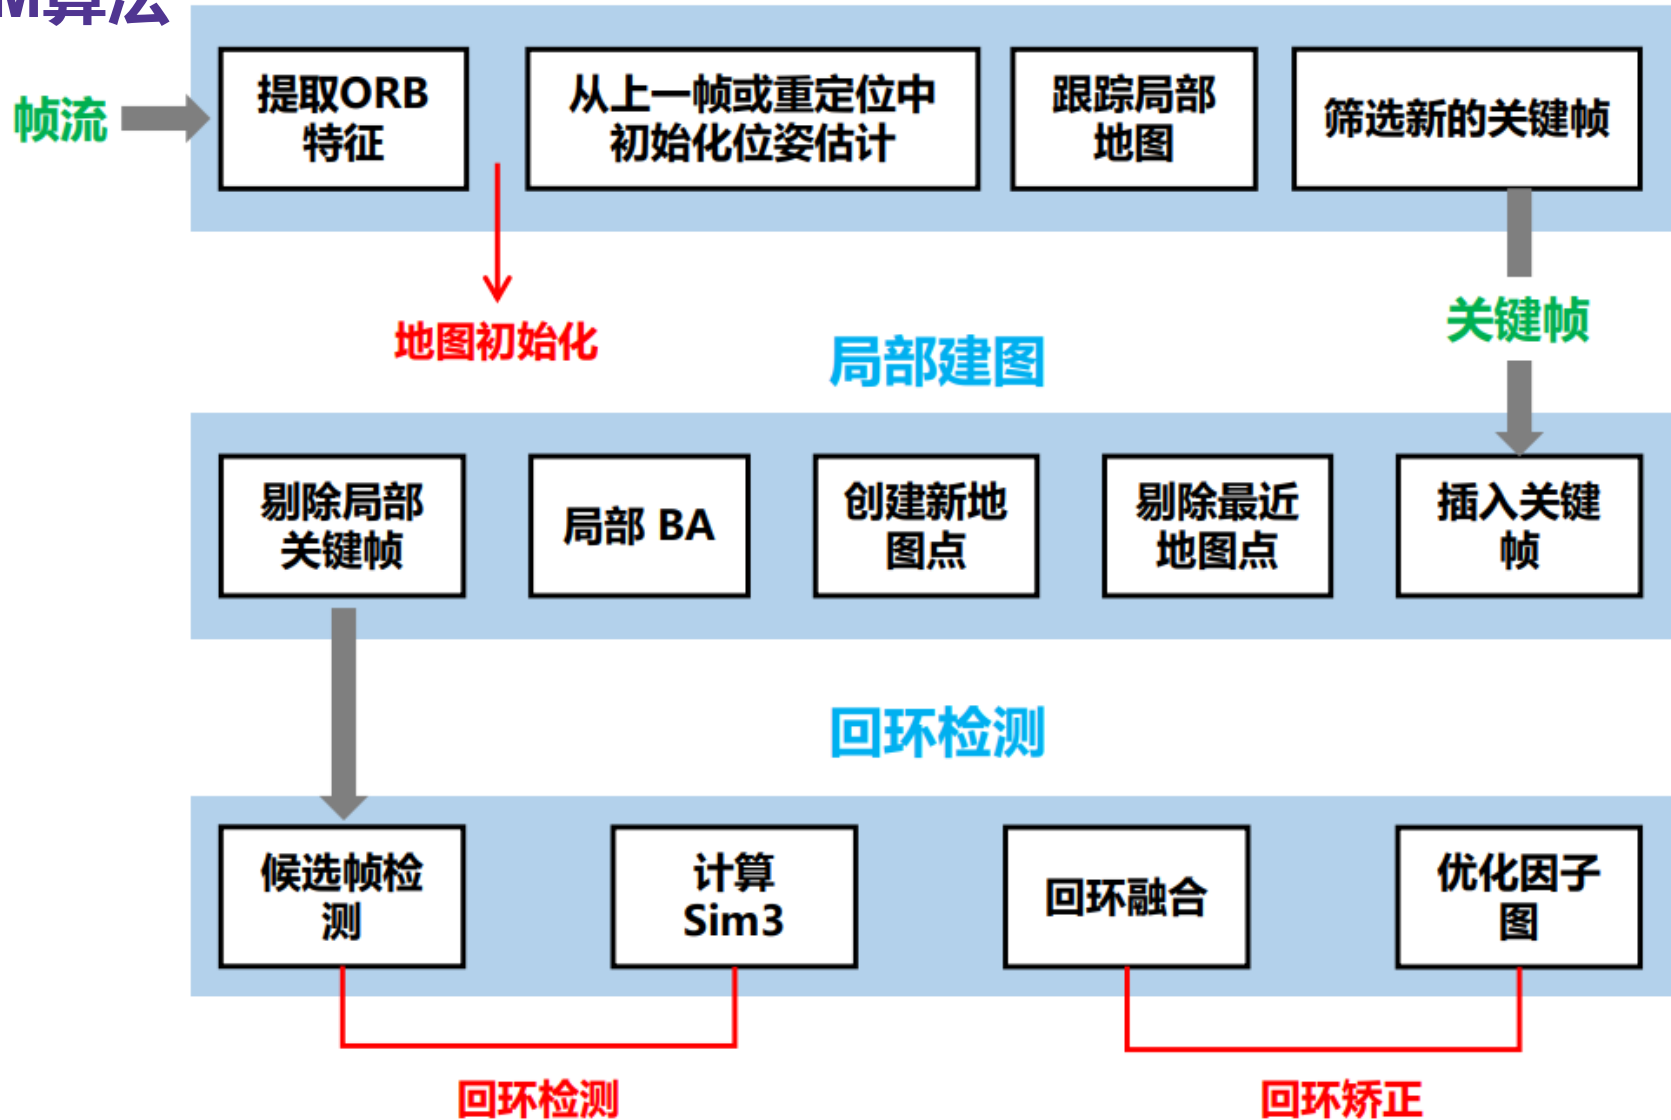 M算法
帧流
提取ORB
特征
从上一帧或重定位中
初始化位姿估计
跟踪局部
地图
筛选新的关键帧
地图初始化
关键帧
局部建图
剔除局部
关键帧
局部 BA
创建新地
图点
剔除最近
地图点
插入关键
帧
回环检测
候选帧检
测
计算
Sim3
回环融合
优化因子
图
回环检测
回环矫正